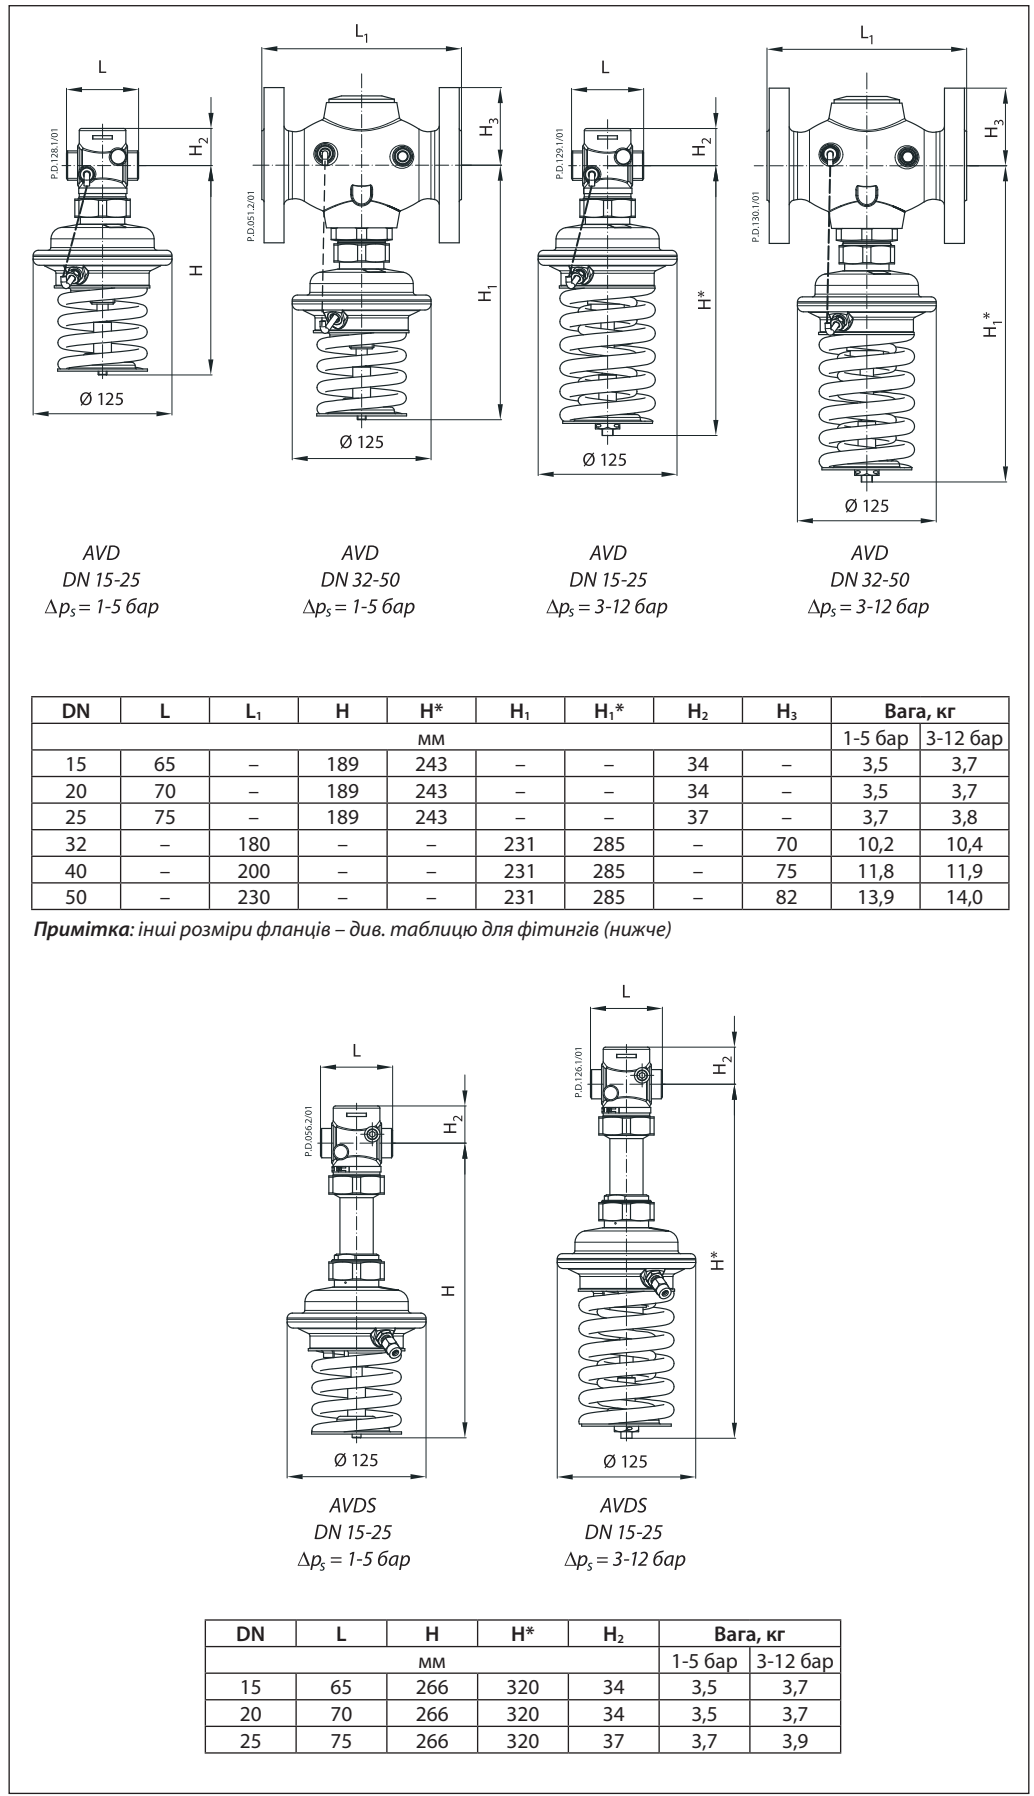 L₁
L₁
L
L
H₃
H₃
H₂
H₂
P.D.128.1/01
P.D.129.1/01
P.D.051.2/01
P.D.130.1/01
H
H₁
H*
H₁*
Ø 125
Ø 125
Ø 125
Ø 125
AVD
DN 15-25
Δpₛ = 1-5 бар
AVD
DN 32-50
Δpₛ = 1-5 бар
AVD
DN 15-25
Δpₛ = 3-12 бар
AVD
DN 32-50
Δpₛ = 3-12 бар
DN L L₁ H H* H₁ H₁* H₂ H₃ Вага, кг
мм 1-5 бар 3-12 бар
15 65 – 189 243 – – 34 – 3,5 3,7
20 70 – 189 243 – – 34 – 3,5 3,7
25 75 – 189 243 – – 37 – 3,7 3,8
32 – 180 – – 231 285 – 70 10,2 10,4
40 – 200 – – 231 285 – 75 11,8 11,9
50 – 230 – – 231 285 – 82 13,9 14,0
Примітка: інші розміри фланців – див. таблицю для фітингів (нижче)
L
L
H₂
H₂
P.D.056.2/01
P.D.126.1/01
H
H*
Ø 125
Ø 125
AVDS
DN 15-25
Δpₛ = 1-5 бар
AVDS
DN 15-25
Δpₛ = 3-12 бар
DN L H H* H₂ Вага, кг
мм 1-5 бар 3-12 бар
15 65 266 320 34 3,5 3,7
20 70 266 320 34 3,5 3,7
25 75 266 320 37 3,7 3,9